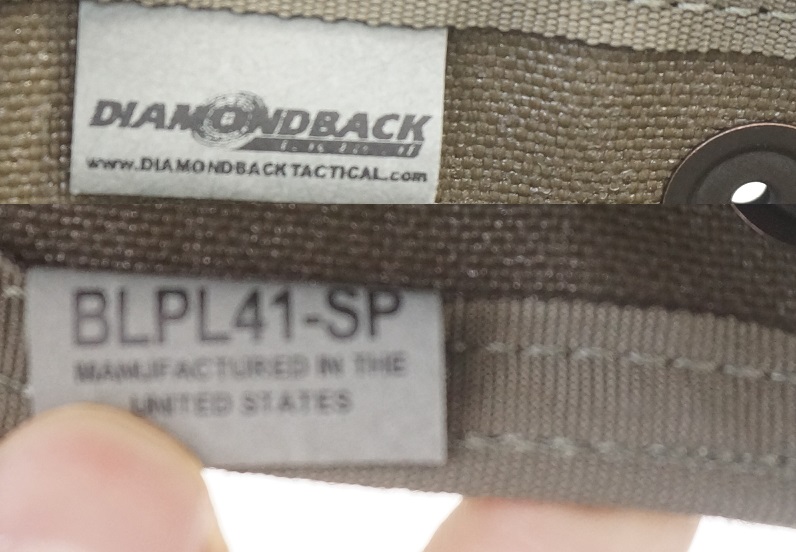 DIAMONDBACK
www.DIAMONDBACKTACTICAL.com
BLPL41-SP
MANUFACTURED IN THE
UNITED STATES